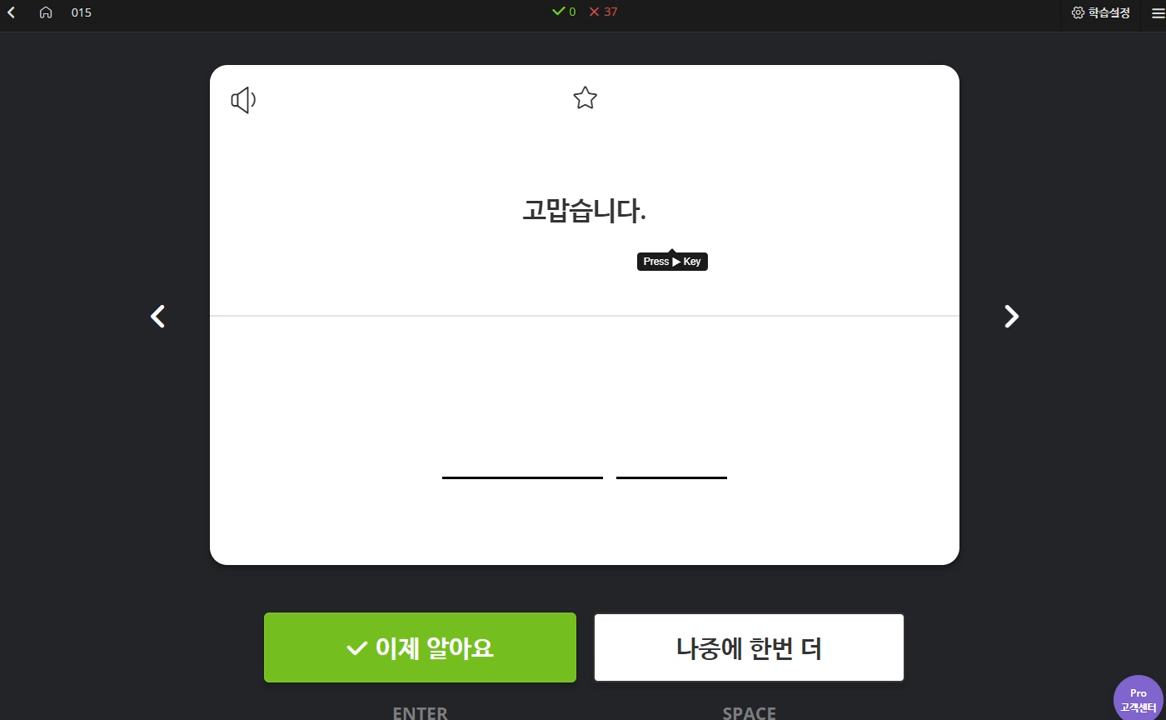 015
0
37
학습설정
고맙습니다.
Press ▶ Key
이제 알아요
나중에 한번 더
ENTER
SPACE
Pro
고객센터